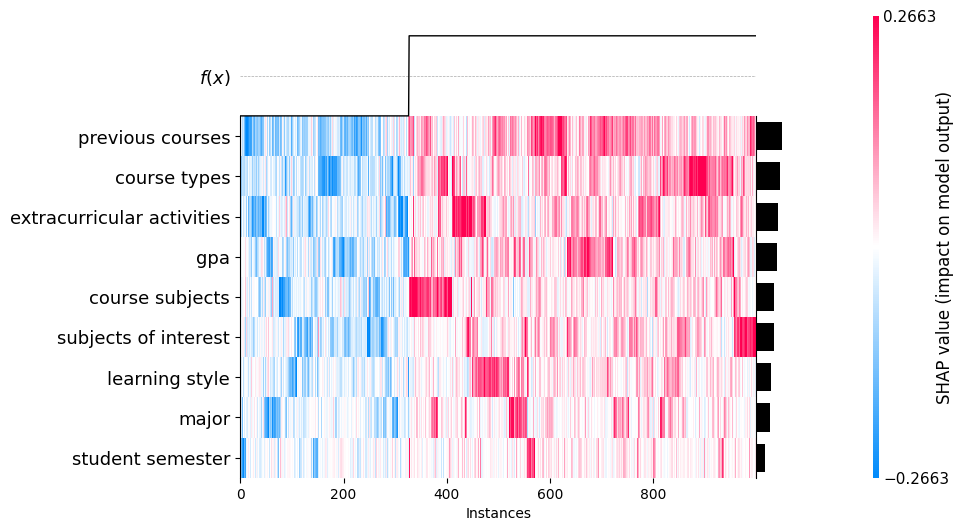 0.2663
f(x)
previous courses
course types
extracurricular activities
gpa
course subjects
subjects of interest
learning style
major
student semester
0 200 400 600 800
Instances
−0.2663
SHAP value (impact on model output)